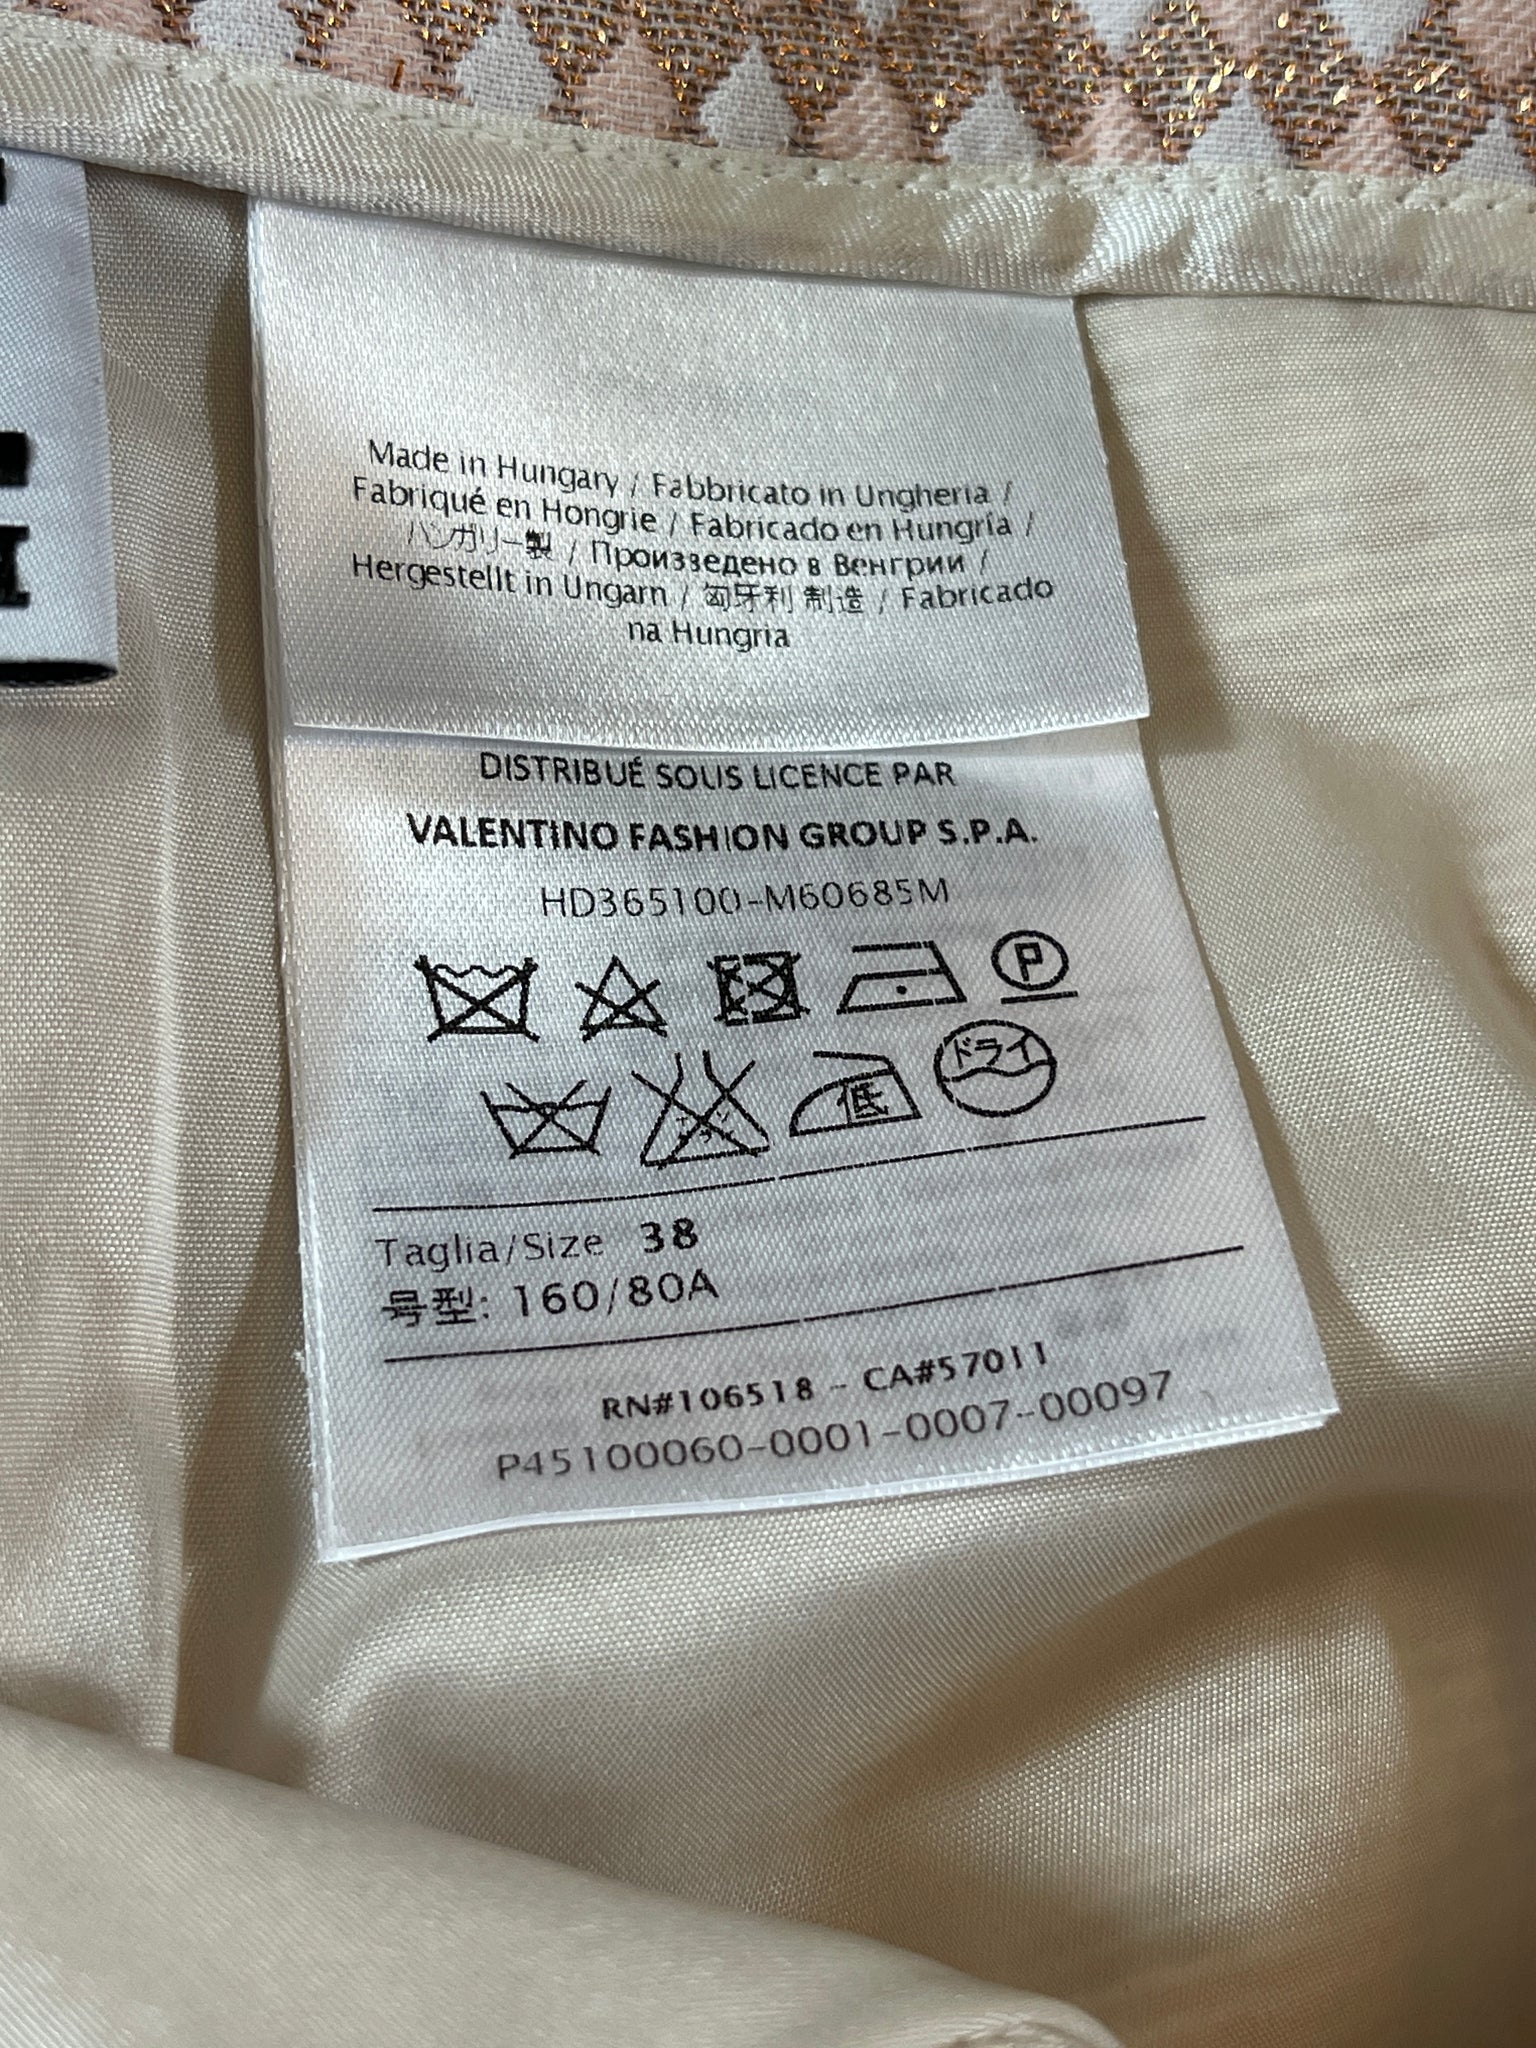 Made in Hungary / Fabbricato in Ungheria /
Fabriqué en Hongrie / Fabricado en Hungría /
ハンガリー製 / Произведено в Венгрии /
Hergestellt in Ungarn / 匈牙利 制造 / Fabricado
na Hungria
DISTRIBUÉ SOUS LICENCE PAR
VALENTINO FASHION GROUP S.P.A.
HD365100-M60685M
P
ドライ
低
Taglia/Size 38
号型: 160/80A
RN#106518 - CA#57011
P45100060-0001-0007-00097